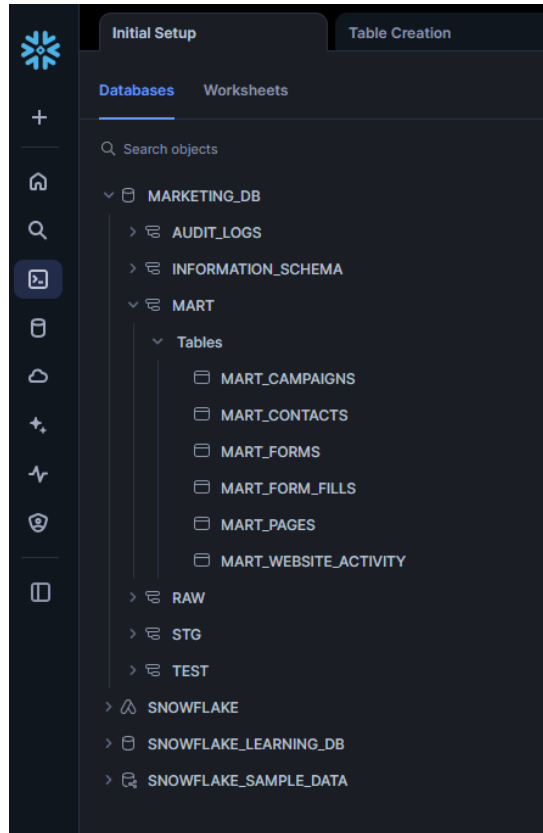 Initial Setup
Table Creation
Databases
Worksheets
Search objects
MARKETING_DB
AUDIT_LOGS
INFORMATION_SCHEMA
MART
Tables
MART_CAMPAIGNS
MART_CONTACTS
MART_FORMS
MART_FORM_FILLS
MART_PAGES
MART_WEBSITE_ACTIVITY
RAW
STG
TEST
SNOWFLAKE
SNOWFLAKE_LEARNING_DB
SNOWFLAKE_SAMPLE_DATA